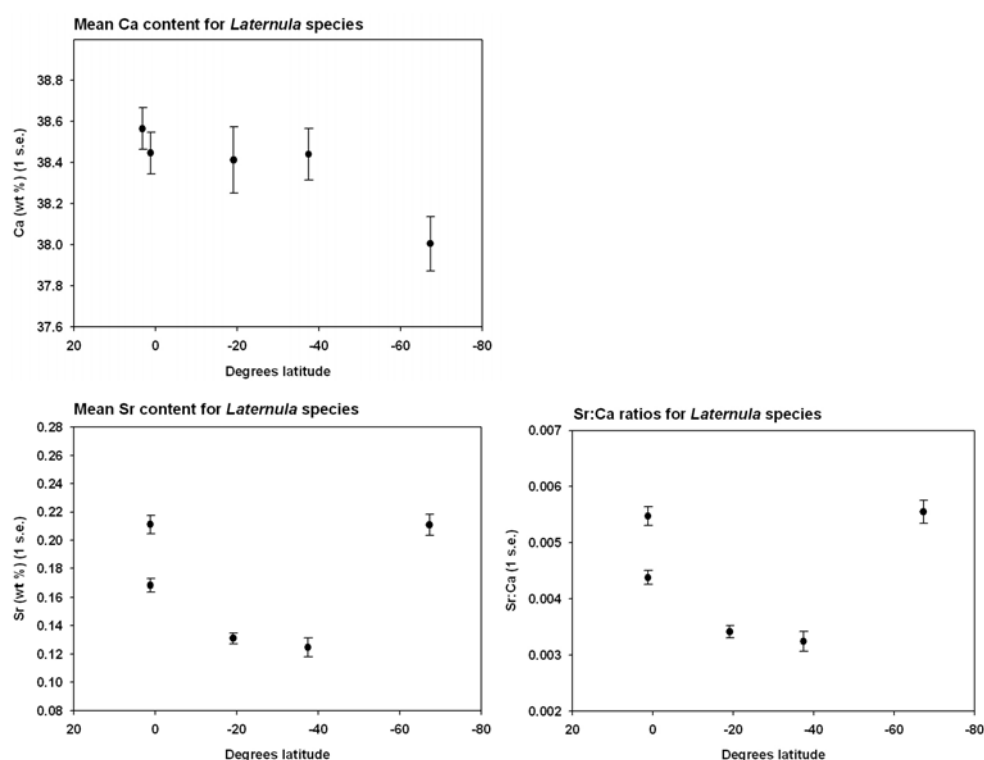 Mean Ca content for Laternula species
Ca (wt %) (1 s.e.)
38.8
38.6
38.4
38.2
38.0
37.8
37.6
20 0 -20 -40 -60 -80
Degrees latitude
Mean Sr content for Laternula species
Sr (wt %) (1 s.e.)
0.28
0.26
0.24
0.22
0.20
0.18
0.16
0.14
0.12
0.10
0.08
20 0 -20 -40 -60 -80
Degrees latitude
Sr:Ca ratios for Laternula species
Sr:Ca (1 s.e.)
0.007
0.006
0.005
0.004
0.003
0.002
20 0 -20 -40 -60 -80
Degrees latitude